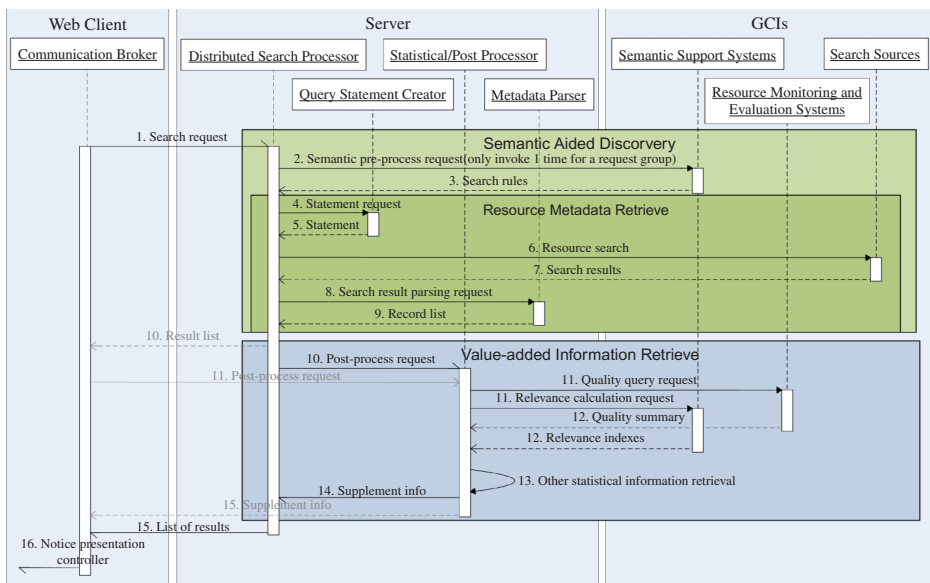 Web Client
Server
GCIs
Communication Broker
Distributed Search Processor
Statistical/Post Processor
Semantic Support Systems
Search Sources
Query Statement Creator
Metadata Parser
Resource Monitoring and
Evaluation Systems
1. Search request
Semantic Aided Discorvery
2. Semantic pre-process request(only invoke 1 time for a request group)
3. Search rules
4. Statement request
Resource Metadata Retrieve
5. Statement
6. Resource search
7. Search results
8. Search result parsing request
9. Record list
10. Result list
Value-added Information Retrieve
10. Post-process request
11. Post-process request
11. Quality query request
11. Relevance calculation request
12. Quality summary
12. Relevance indexes
13. Other statistical information retrieval
14. Supplement info
15. Supplement info
15. List of results
16. Notice presentation
controller